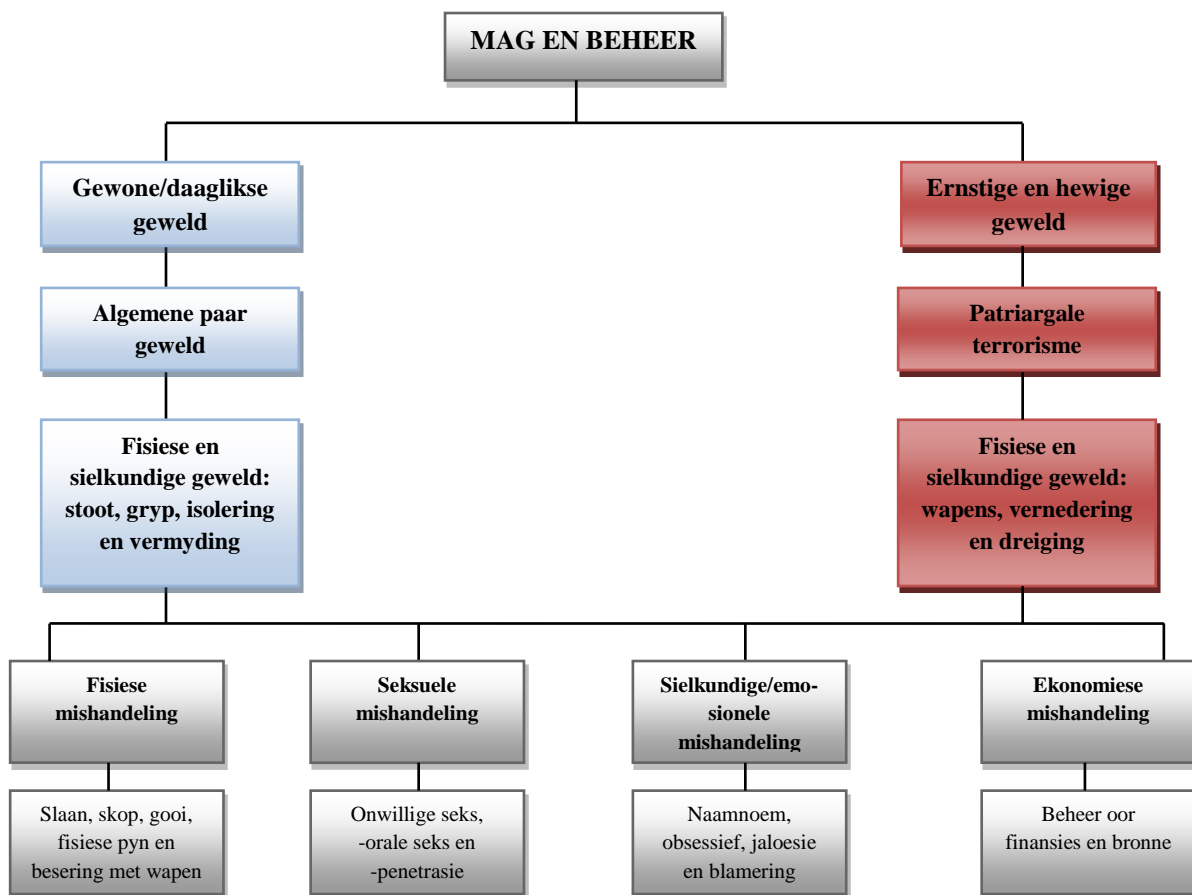 MAG EN BEHEER
Gewone/daaglikse
geweld
Ernstige en hewige
geweld
Algemene paar
geweld
Patriargale
terrorisme
Fisiese en
sielkundige geweld:
stoot, gryp, isolering
en vermyding
Fisiese en
sielkundige geweld:
wapens, vernedering
en dreiging
Fisiese
mishandeling
Seksuele
mishandeling
Sielkundige/emo-
sionele
mishandeling
Ekonomiese
mishandeling
Slaan, skop, gooi,
fisiese pyn en
besering met wapen
Onwillige seks,
-orale seks en
-penetrasie
Naamnoem,
obsessief, jaloesie
en blamering
Beheer oor
finansies en bronne